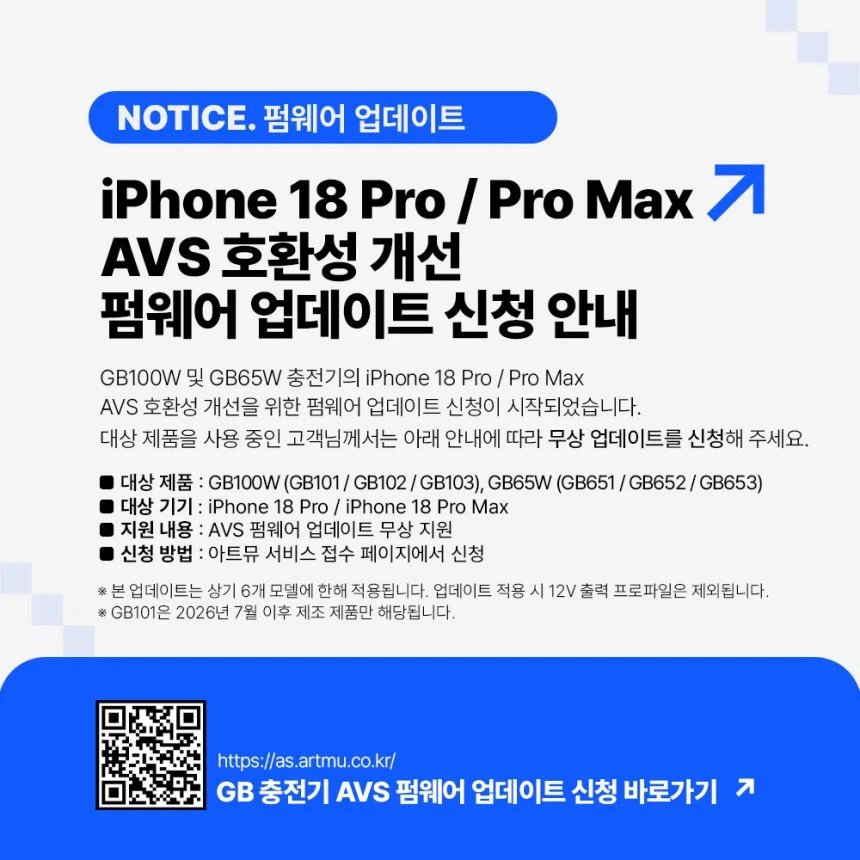 NOTICE. 펌웨어 업데이트
iPhone 18 Pro / Pro Max
AVS 호환성 개선
펌웨어 업데이트 신청 안내
GB100W 및 GB65W 충전기의 iPhone 18 Pro / Pro Max
AVS 호환성 개선을 위한 펌웨어 업데이트 신청이 시작되었습니다.
대상 제품을 사용 중인 고객님께서는 아래 안내에 따라 무상 업데이트를 신청해 주세요.
■ 대상 제품 : GB100W (GB101 / GB102 / GB103), GB65W (GB651 / GB652 / GB653)
■ 대상 기기 : iPhone 18 Pro / iPhone 18 Pro Max
■ 지원 내용 : AVS 펌웨어 업데이트 무상 지원
■ 신청 방법 : 아트뮤 서비스 접수 페이지에서 신청
※ 본 업데이트는 상기 6개 모델에 한해 적용됩니다. 업데이트 적용 시 12V 출력 프로파일은 제외됩니다.
※ GB101은 2026년 7월 이후 제조 제품만 해당됩니다.
https://as.artmu.co.kr/
GB 충전기 AVS 펌웨어 업데이트 신청 바로가기